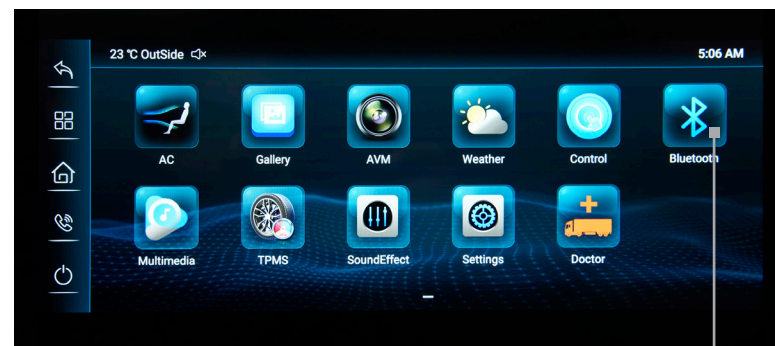 23 °C OutSide
5:06 AM
AC
Gallery
AVM
Weather
Control
Bluetooth
Multimedia
TPMS
SoundEffect
Settings
Doctor